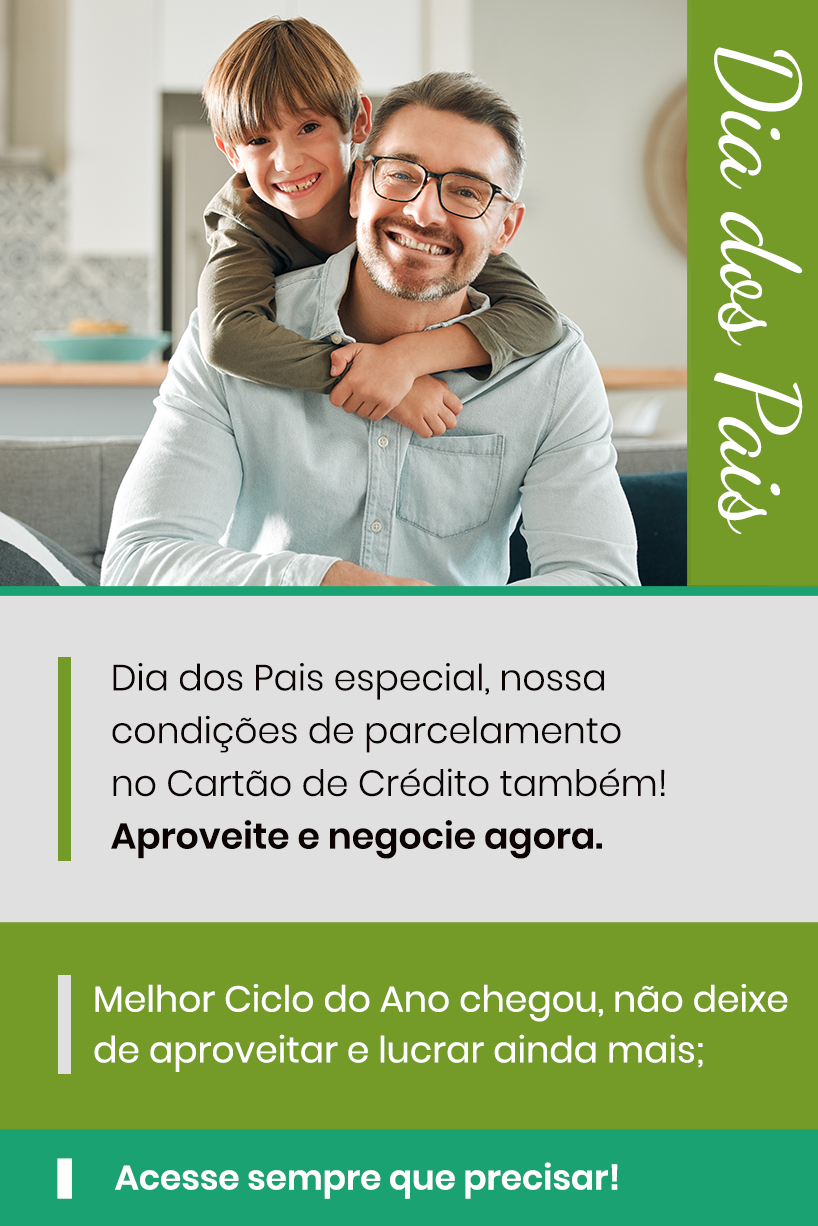 Dia dos Pais
Dia dos Pais especial, nossa
condições de parcelamento
no Cartão de Crédito também!
Aproveite e negocie agora.
Melhor Ciclo do Ano chegou, não deixe
de aproveitar e lucrar ainda mais;
Acesse sempre que precisar!